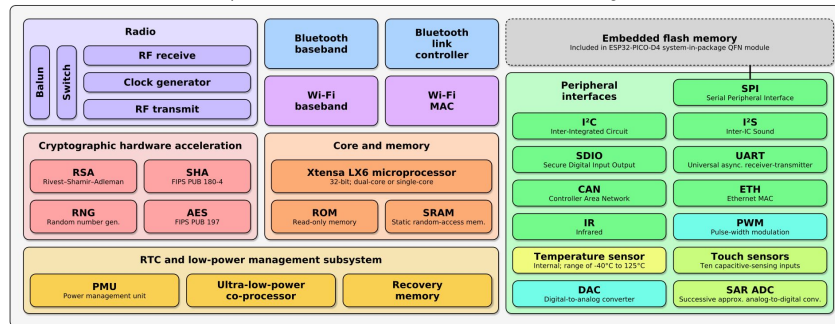 Radio
Balun
Switch
RF receive
Clock generator
RF transmit
Bluetooth
baseband
Bluetooth
link
controller
Wi-Fi
baseband
Wi-Fi
MAC
Embedded flash memory
Included in ESP32-PICO-D4 system-in-package QFN module
Cryptographic hardware acceleration
RSA
Rivest–Shamir–Adleman
SHA
FIPS PUB 180-4
RNG
Random number gen.
AES
FIPS PUB 197
Core and memory
Xtensa LX6 microprocessor
32-bit; dual-core or single-core
ROM
Read-only memory
SRAM
Static random-access mem.
RTC and low-power management subsystem
PMU
Power management unit
Ultra-low-power
co-processor
Recovery
memory
Peripheral
interfaces
SPI
Serial Peripheral Interface
I²C
Inter-Integrated Circuit
I²S
Inter-IC Sound
SDIO
Secure Digital Input Output
UART
Universal async. receiver-transmitter
CAN
Controller Area Network
ETH
Ethernet MAC
IR
Infrared
PWM
Pulse-width modulation
Temperature sensor
Internal; range of -40°C to 125°C
Touch sensors
Ten capacitive-sensing inputs
DAC
Digital-to-analog converter
SAR ADC
Successive approx. analog-to-digital conv.